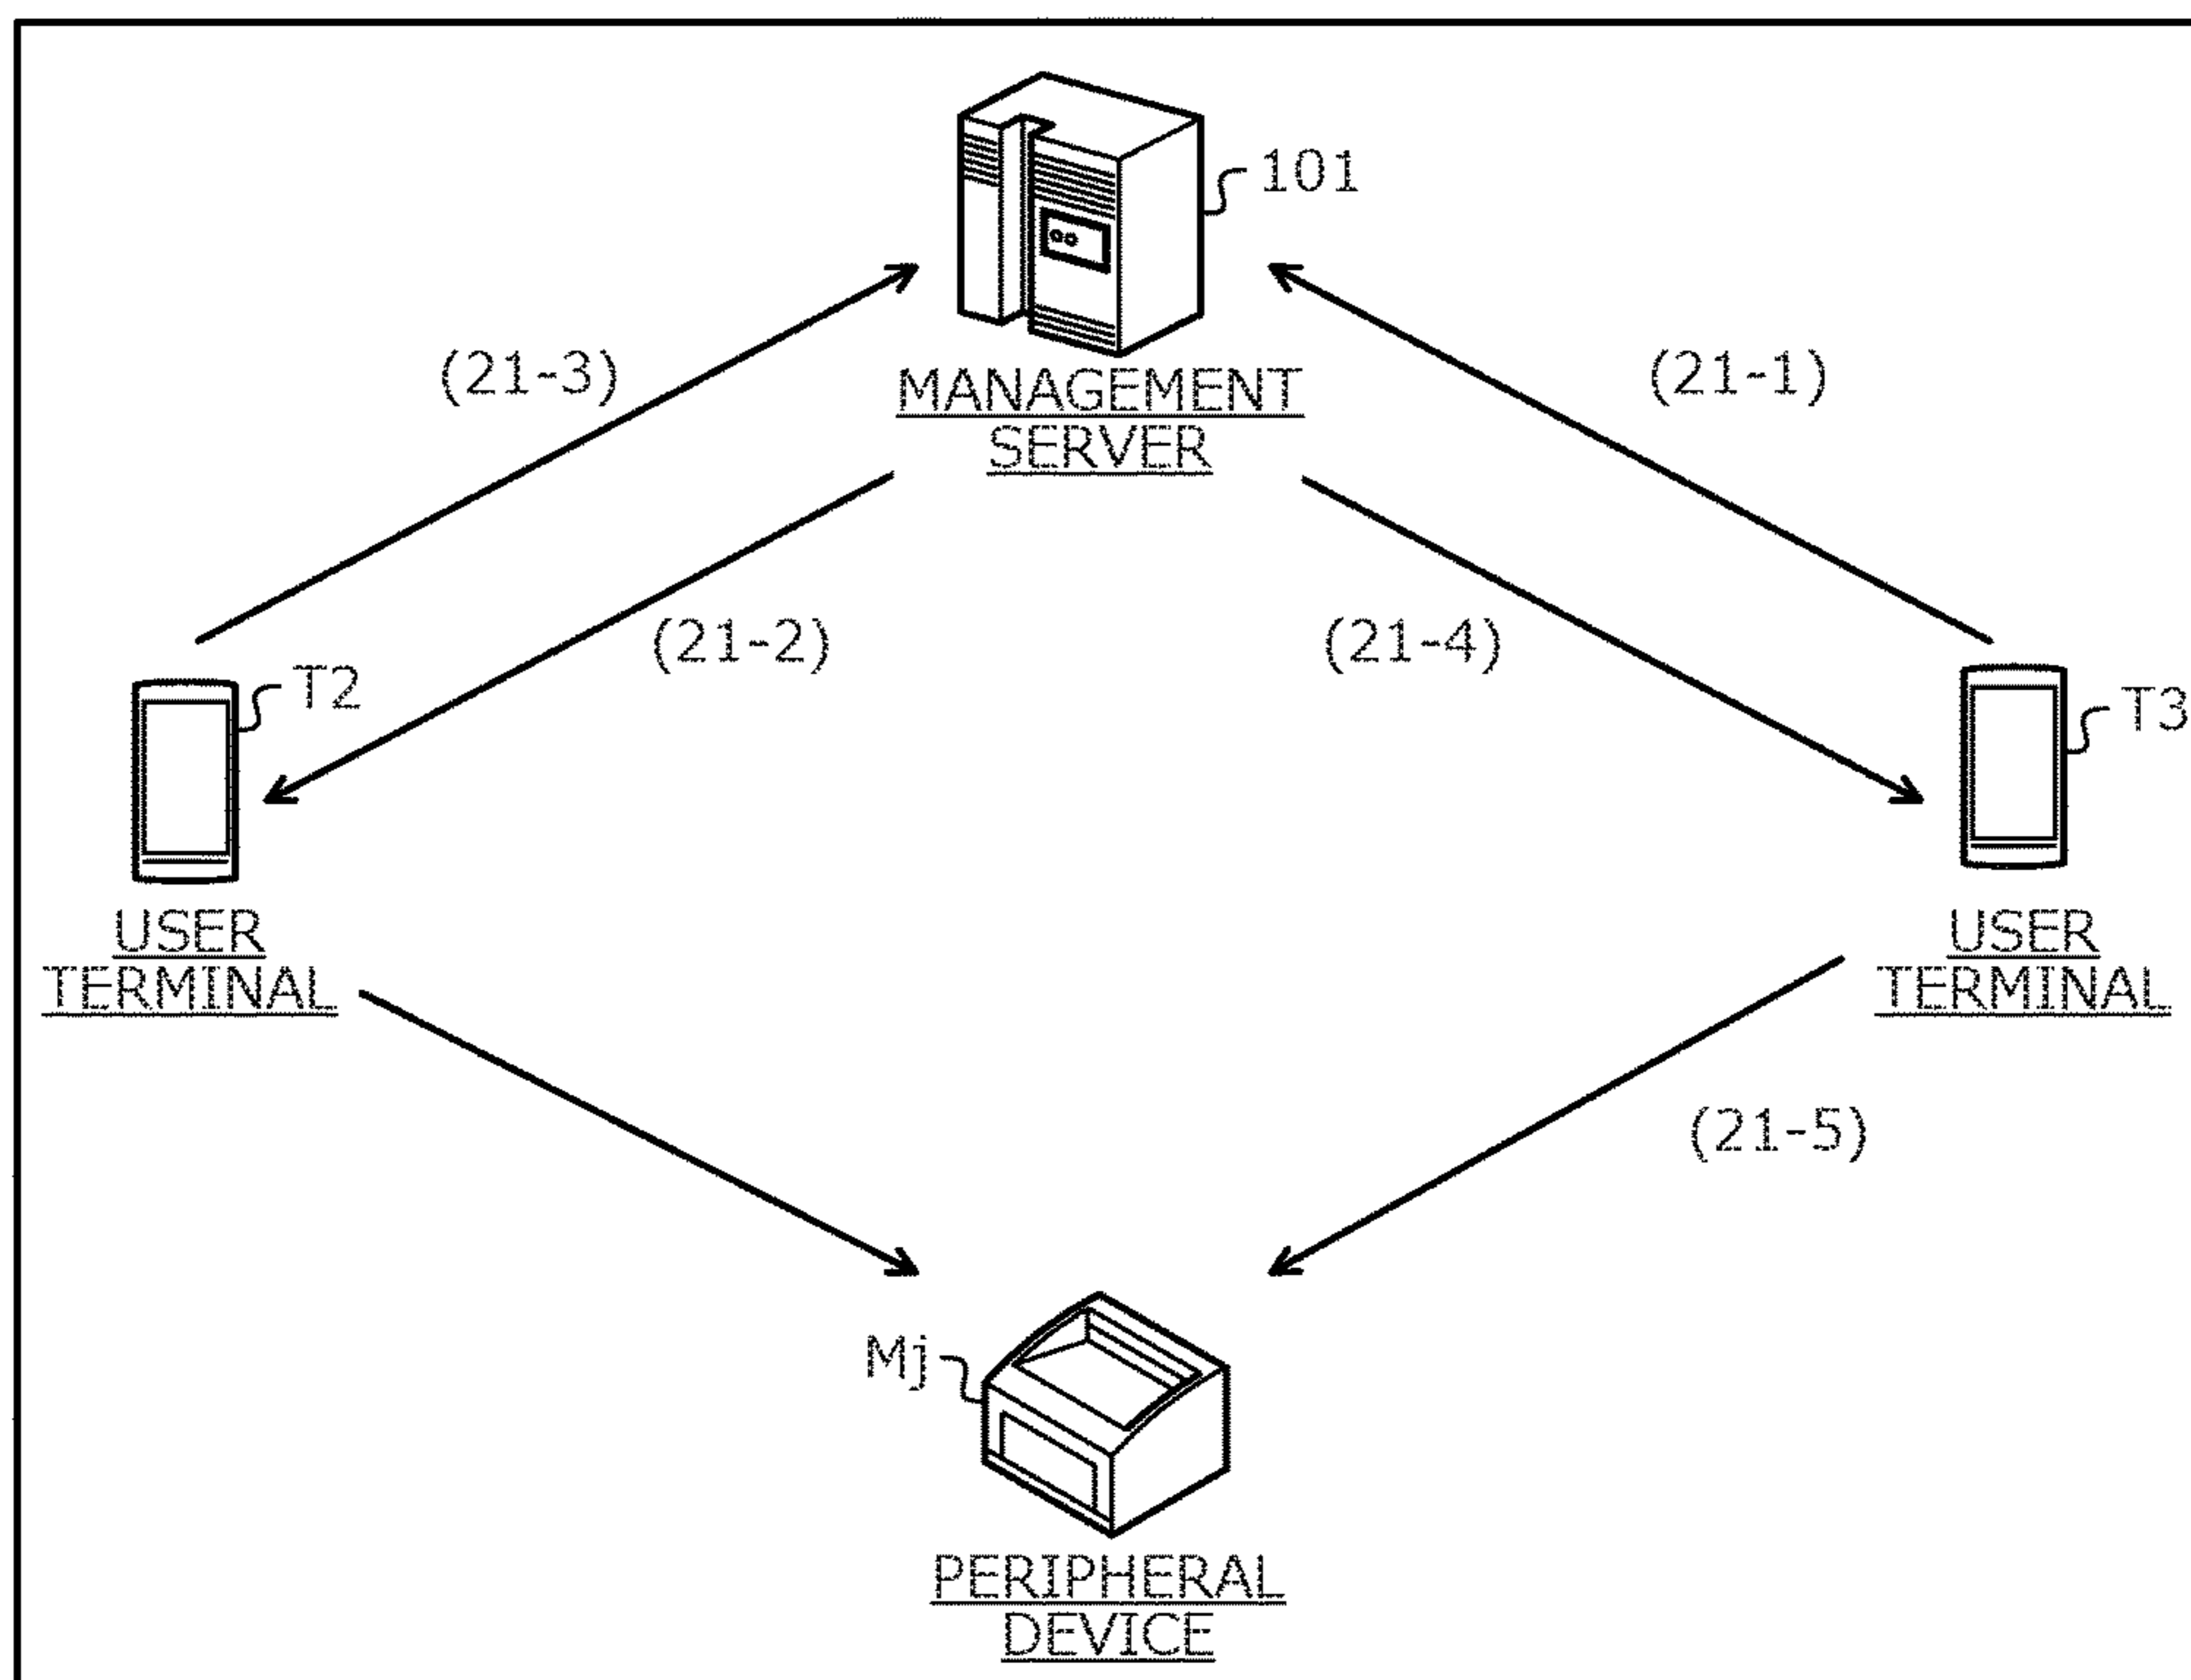 101
(21-3)
(21-1)
MANAGEMENT
SERVER
(21-2)
(21-4)
T2
T3
USER
TERMINAL
USER
TERMINAL
(21-5)
Mj
PERIPHERAL
DEVICE